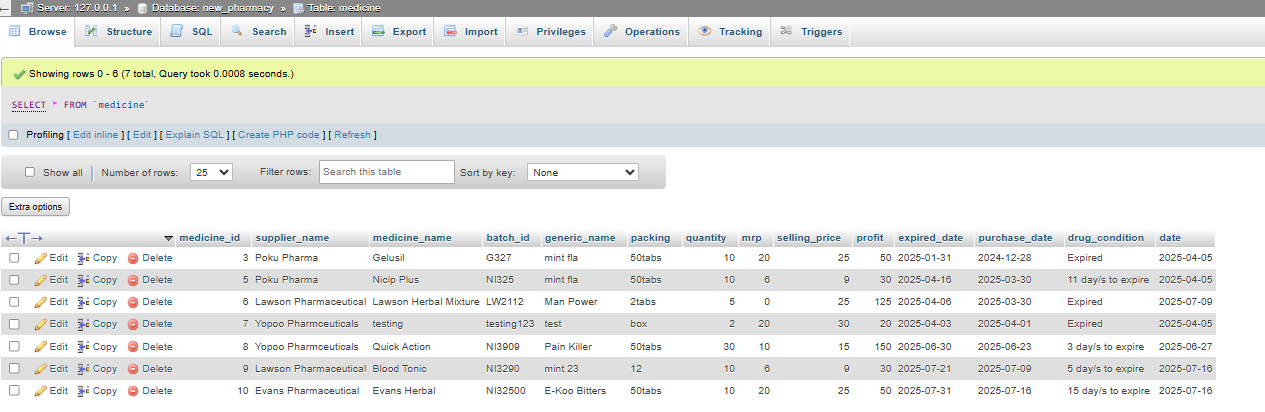 Server: 127.0.0.1 » Database: new_pharmacy » Table: medicine
Browse Structure SQL Search Insert Export Import Privileges Operations Tracking Triggers
Showing rows 0 - 6 (7 total, Query took 0.0008 seconds.)
SELECT * FROM `medicine`
Profiling [ Edit inline ] [ Edit ] [ Explain SQL ] [ Create PHP code ] [ Refresh ]
Show all Number of rows: 25 Filter rows: Search this table Sort by key: None
Extra options
←T→ medicine_id supplier_name medicine_name batch_id generic_name packing quantity mrp selling_price profit expired_date purchase_date drug_condition date
Edit Copy Delete 3 Poku Pharma Gelusil G327 mint fla 50tabs 10 20 25 50 2025-01-31 2024-12-28 Expired 2025-04-05
Edit Copy Delete 5 Poku Pharma Nicip Plus NI325 mint fla 50tabs 10 6 9 30 2025-04-16 2025-03-30 11 day/s to expire 2025-04-05
Edit Copy Delete 6 Lawson Pharmaceutical Lawson Herbal Mixture LW2112 Man Power 2tabs 5 0 25 125 2025-04-06 2025-03-30 Expired 2025-07-09
Edit Copy Delete 7 Yopoo Pharmceuticals testing testing123 test box 2 20 30 20 2025-04-03 2025-04-01 Expired 2025-04-05
Edit Copy Delete 8 Yopoo Pharmceuticals Quick Action NI3909 Pain Killer 50tabs 30 10 15 150 2025-06-30 2025-06-23 3 day/s to expire 2025-06-27
Edit Copy Delete 9 Lawson Pharmaceutical Blood Tonic NI3290 mint 23 12 10 6 9 30 2025-07-21 2025-07-09 5 day/s to expire 2025-07-16
Edit Copy Delete 10 Evans Pharmaceutical Evans Herbal NI32500 E-Koo Bitters 50tabs 10 20 25 50 2025-07-31 2025-07-16 15 day/s to expire 2025-07-16